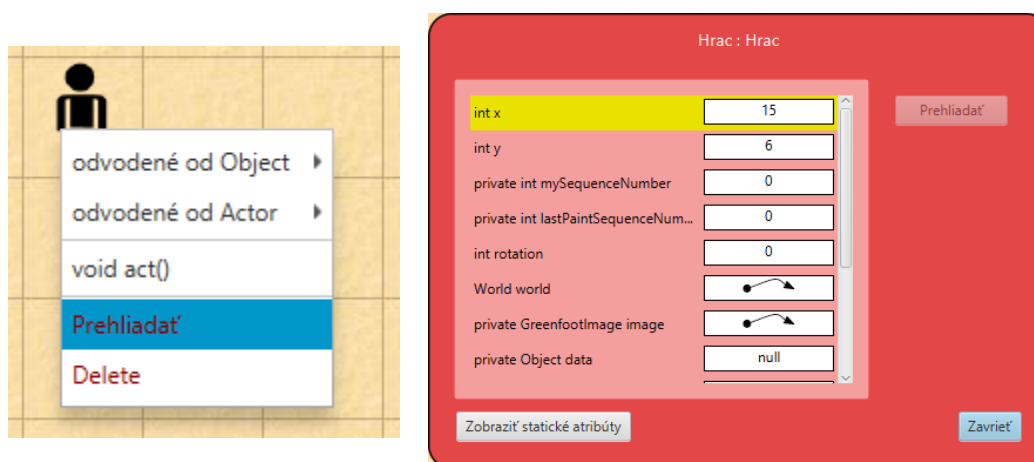 odvodené od Object
odvodené od Actor
void act()
Prehliadať
Delete
Hrac : Hrac
int x 15
int y 6
private int mySequenceNumber 0
private int lastPaintSequenceNum... 0
int rotation 0
World world
private GreenfootImage image
private Object data null
Prehliadať
Zobraziť statické atribúty
Zavrieť